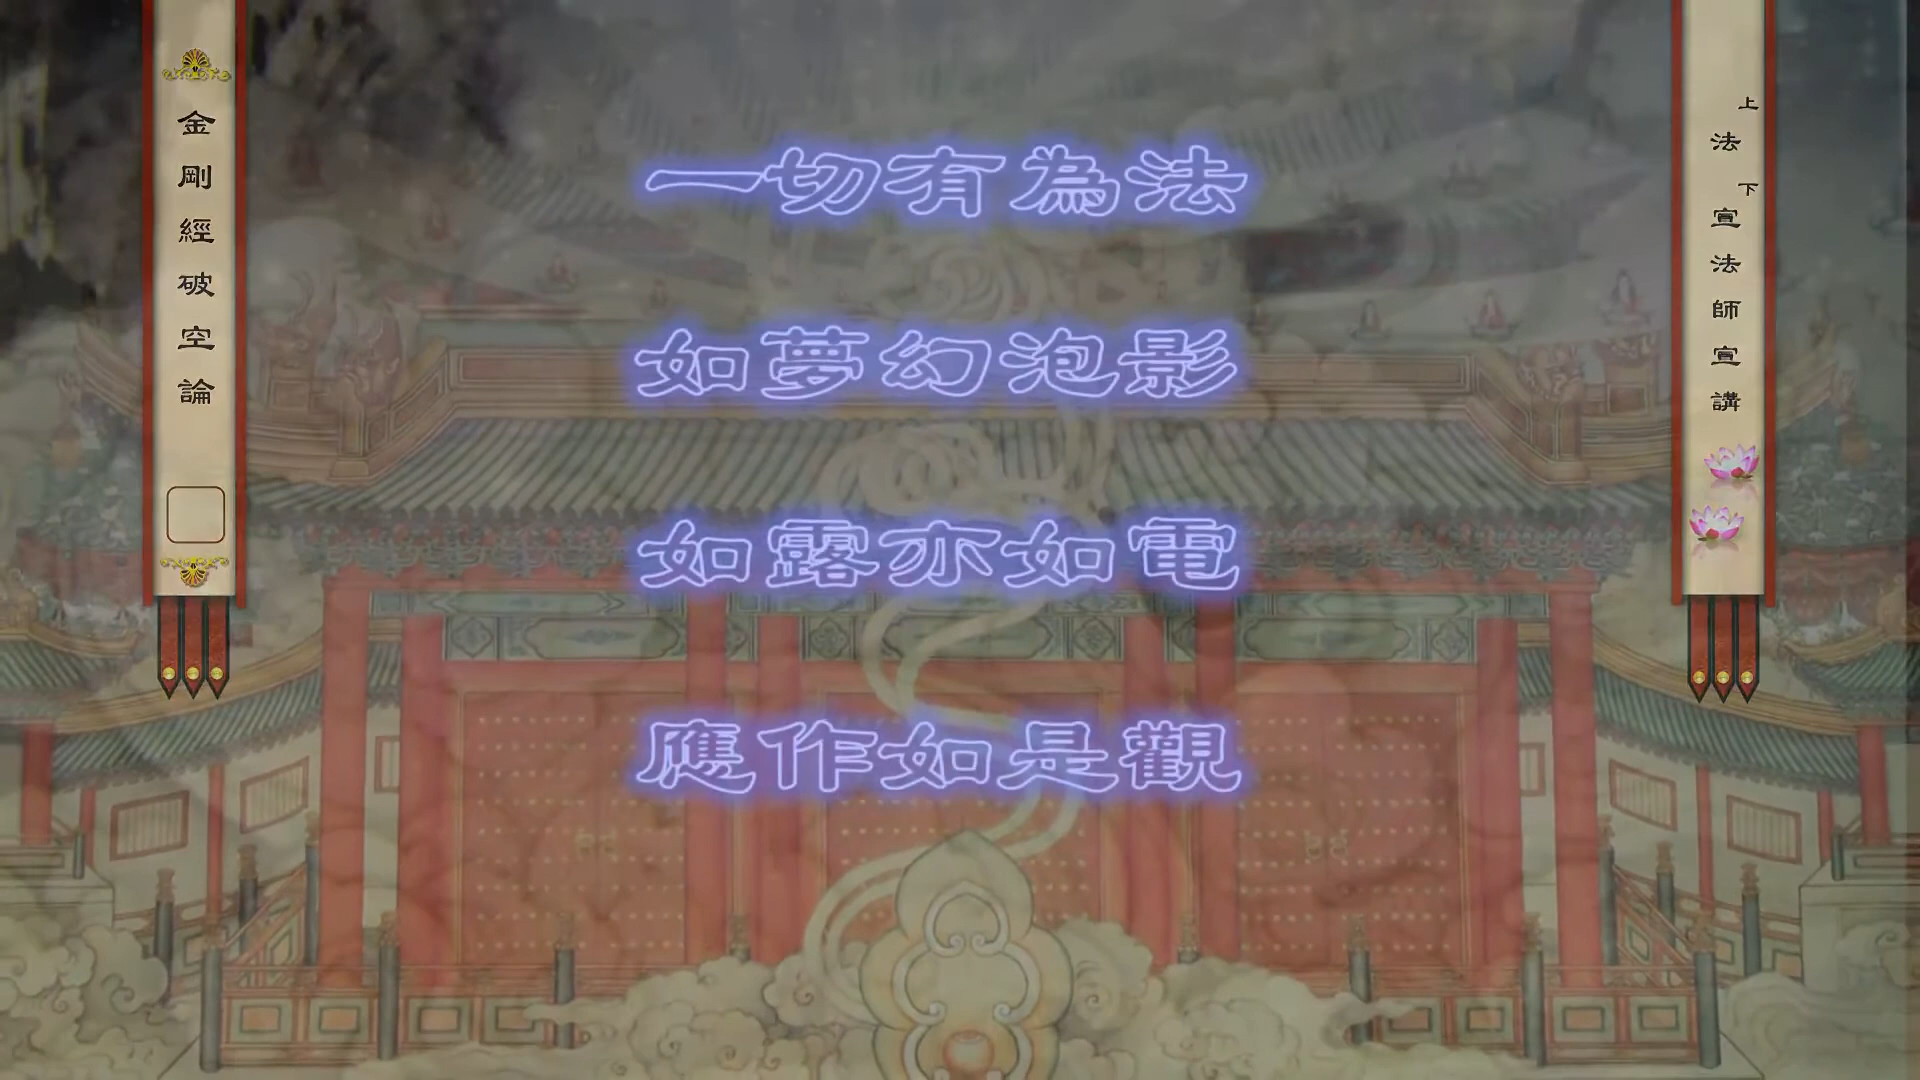 金剛經破空論
一切有為法
如夢幻泡影
如露亦如電
應作如是觀
上法下宣法師宣講